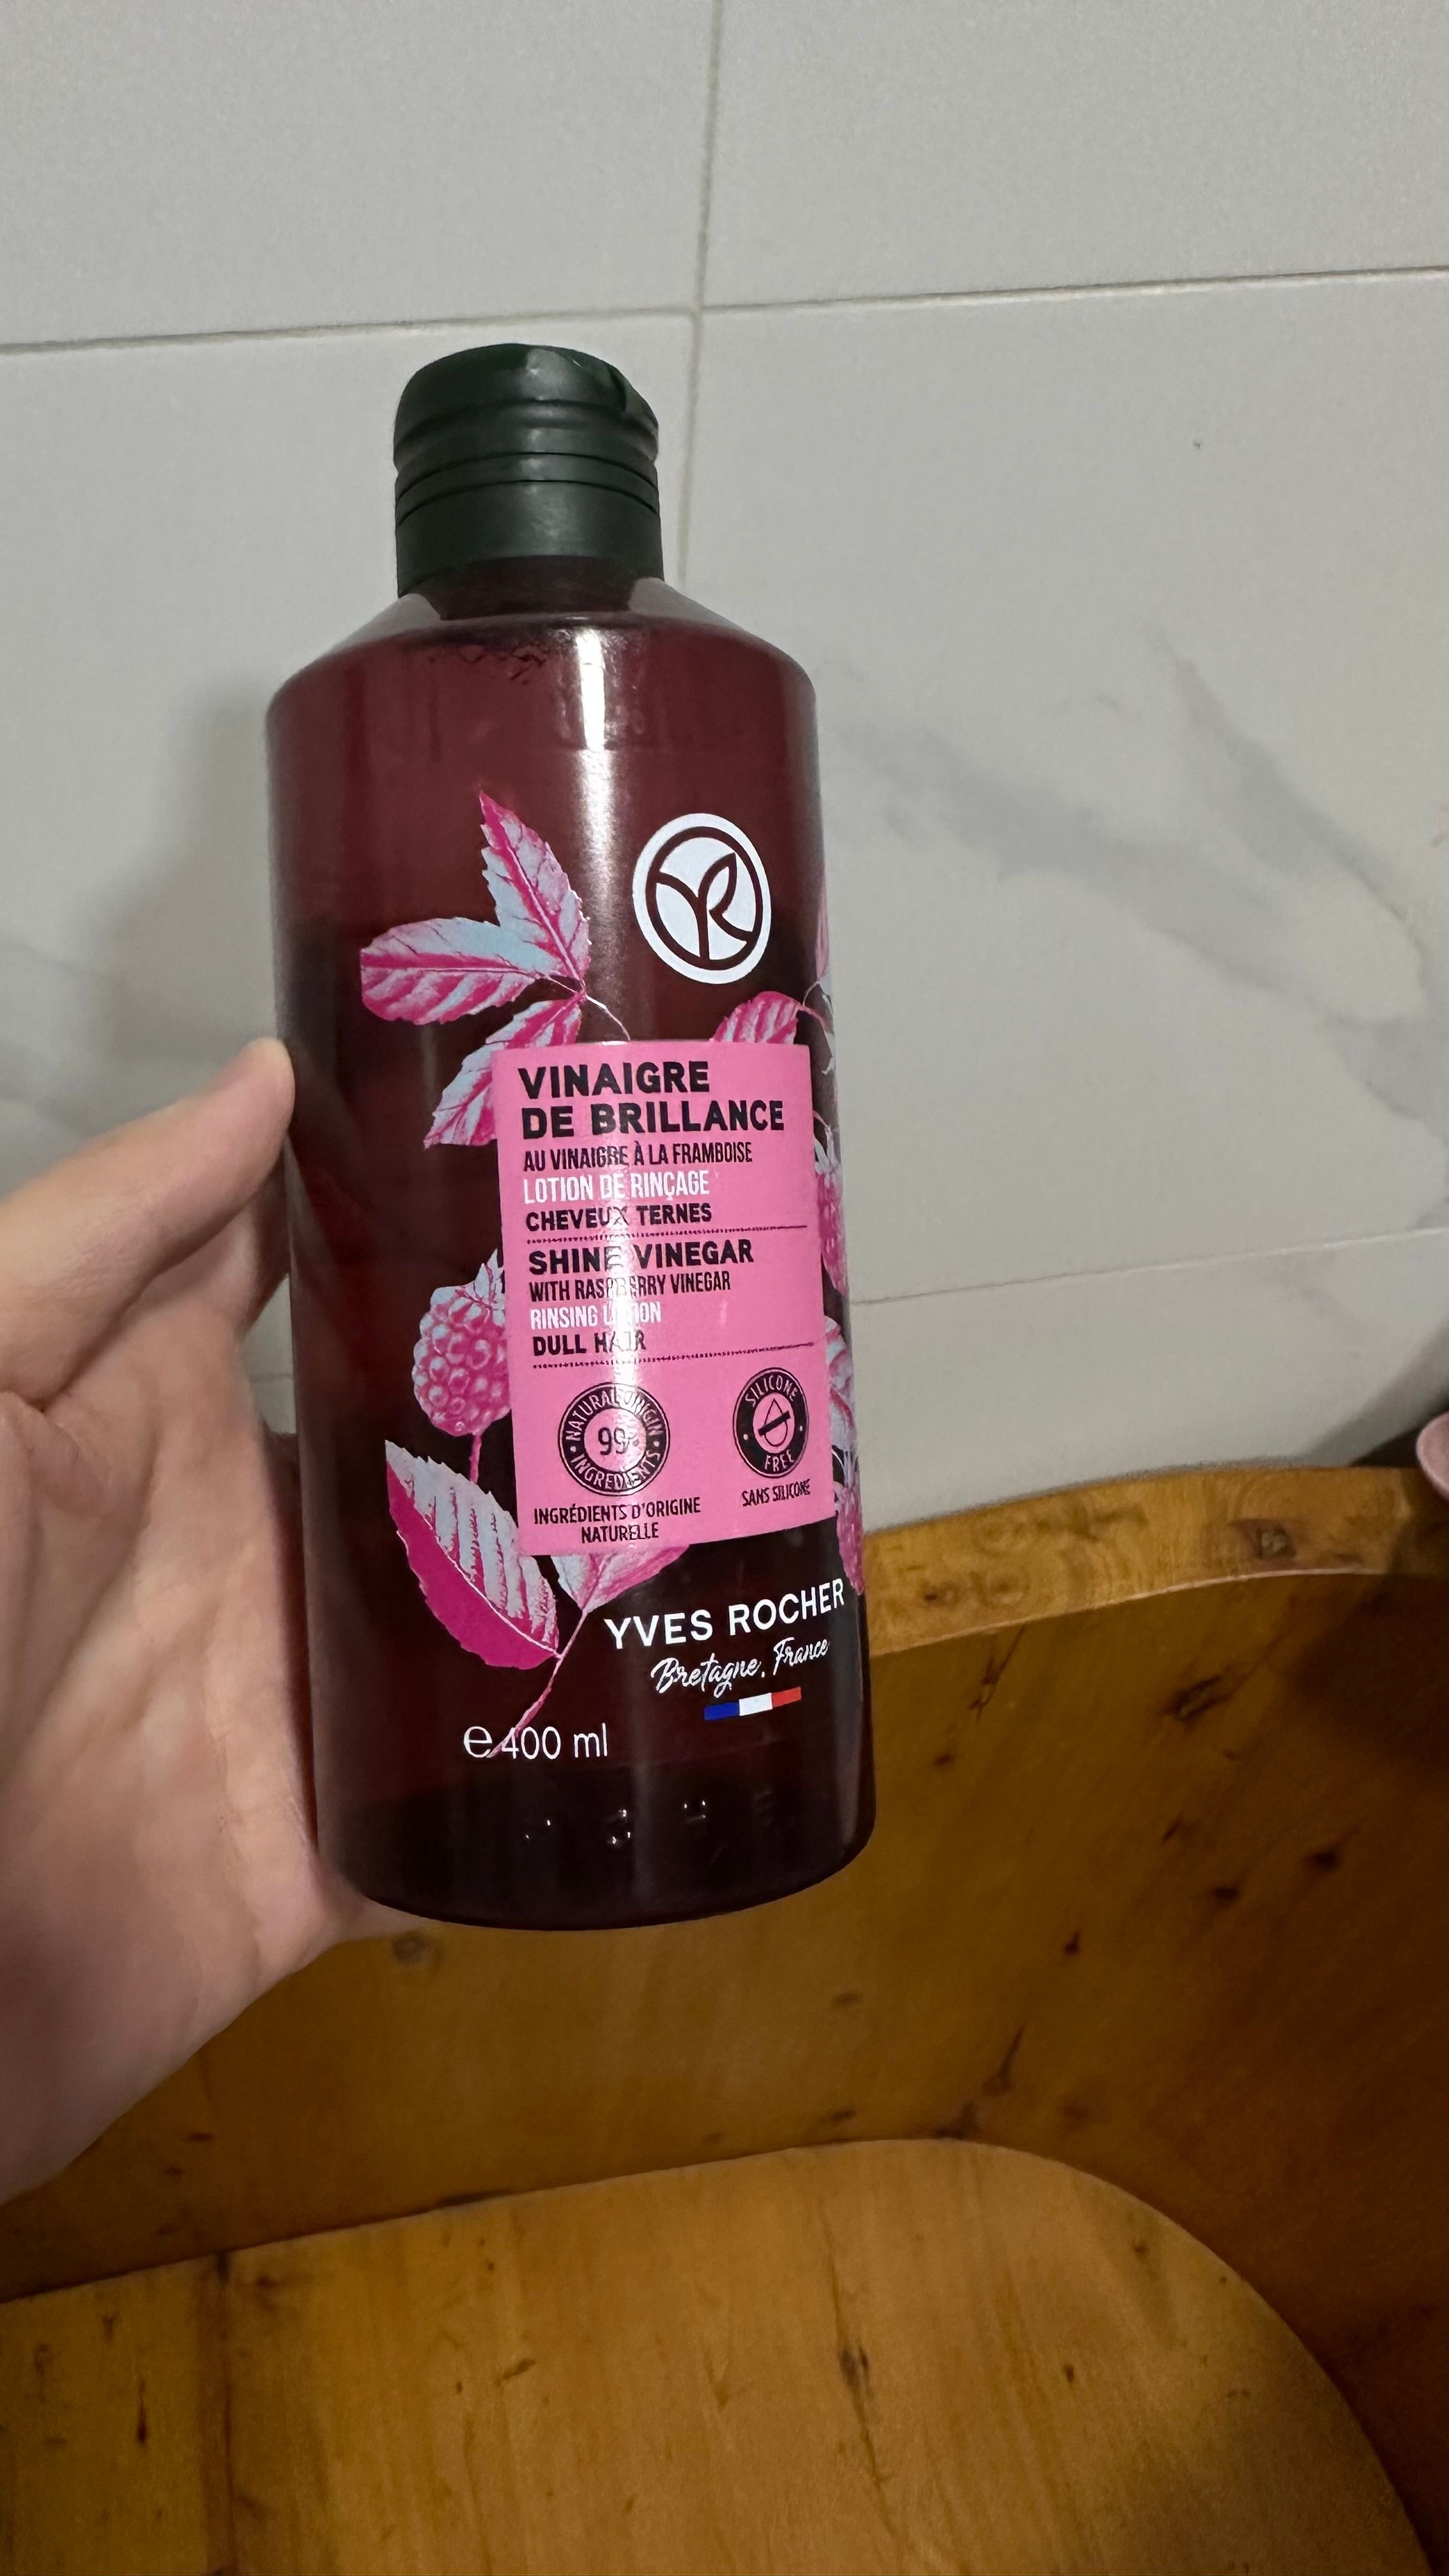 VINAIGRE
DE BRILLANCE
AU VINAIGRE À LA FRAMBOISE
LOTION DE RINÇAGE
CHEVEUX TERNES
SHINE VINEGAR
WITH RASPBERRY VINEGAR
RINSING LOTION
DULL HAIR
NATURAL ORIGIN
99%
INGREDIENTS
INGRÉDIENTS D'ORIGINE
NATURELLE
SILICONE
FREE
SANS SILICONE
YVES ROCHER
Bretagne, France
℮ 400 ml